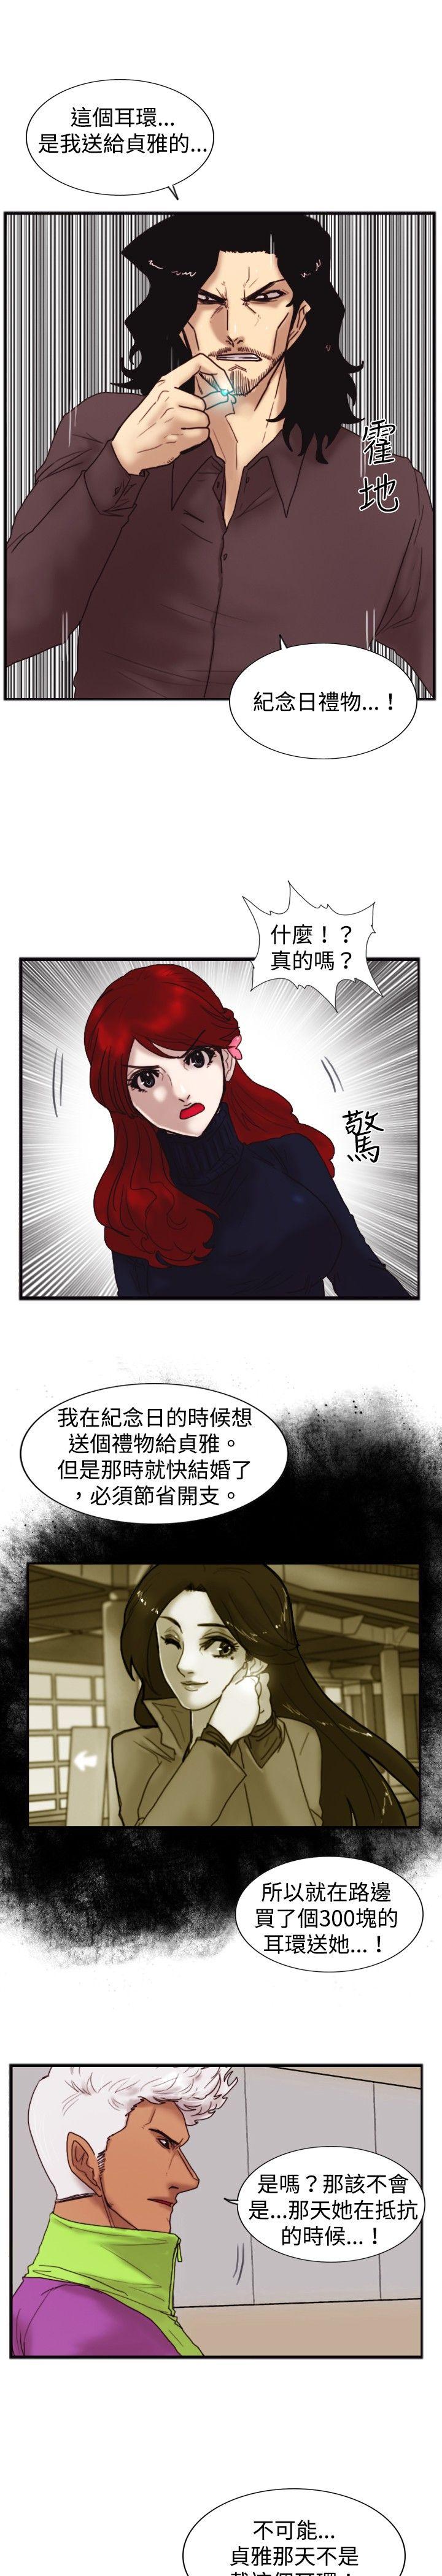 這個耳環...
是我送給貞雅的...
霍地
紀念日禮物...！
什麼！？
真的嗎？
驚
我在紀念日的時候想
送個禮物給貞雅。
但是那時就快結婚了
，必須節省開支。
所以就在路邊
買了個300塊的
耳環送她...！
是嗎？那該不會
是...那天她在抵抗
的時候...！
不可能...
貞雅那天不是